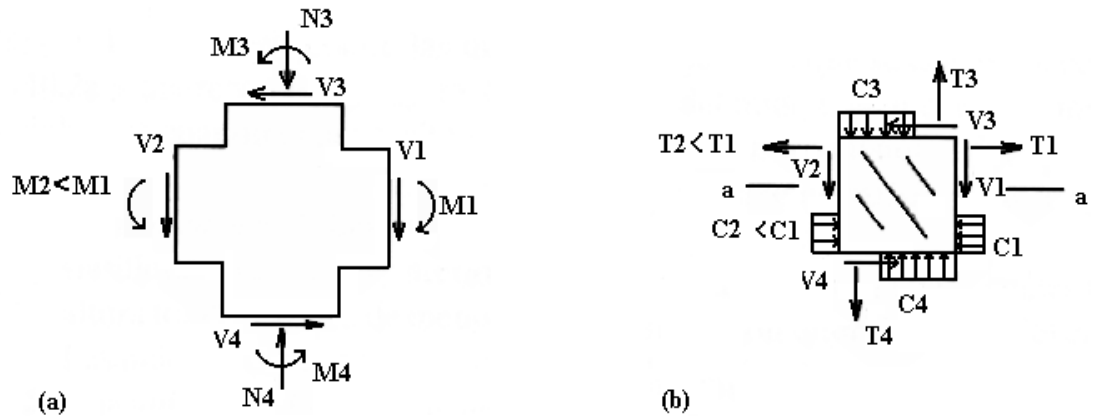 N3
M3
V3
V2
V1
M2<M1
M1
V4
M4
N4
(a)
T3
C3
V3
T2<T1
T1
V2
a
V1
a
C2 <C1
C1
V4
C4
T4
(b)